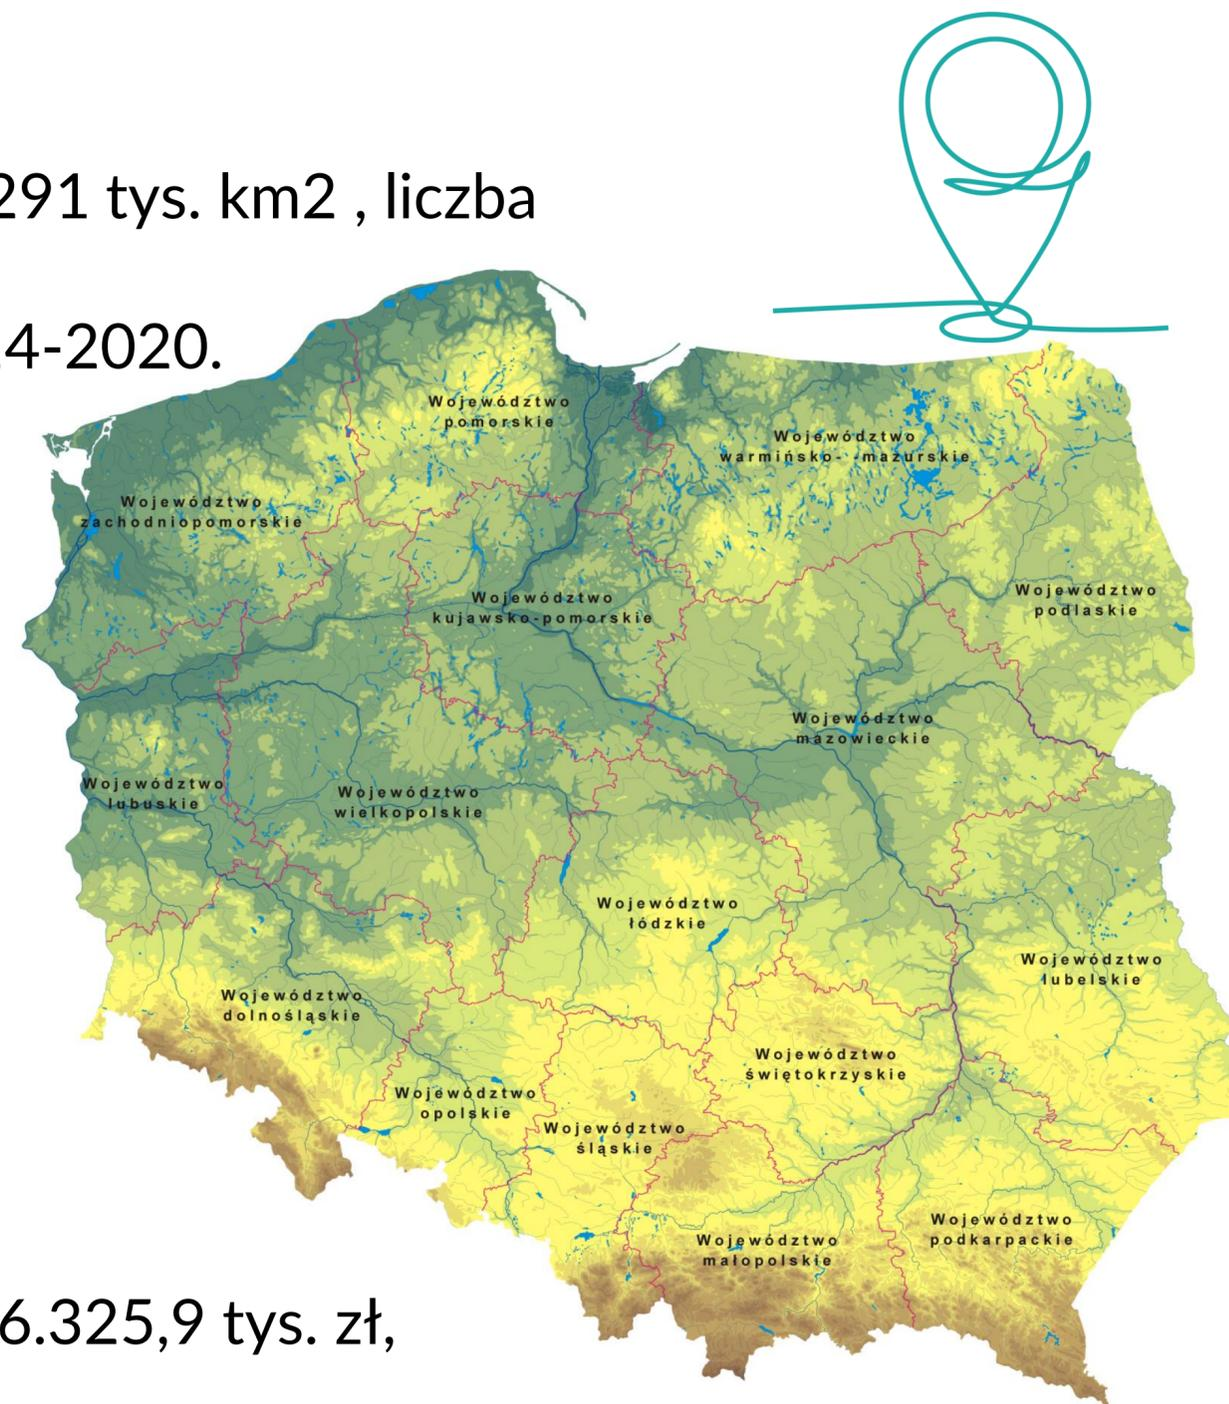 291 tys. km2 , liczba
4-2020.
Województwo
pomorskie
Województwo
warmińsko- -mazurskie
Województwo
zachodniopomorskie
Województwo
podlaskie
Województwo
kujawsko-pomorskie
Województwo
mazowieckie
Województwo
lubuskie
Województwo
wielkopolskie
Województwo
łódzkie
Województwo
lubelskie
Województwo
dolnośląskie
Województwo
świętokrzyskie
Województwo
opolskie
Województwo
śląskie
Województwo
podkarpackie
Województwo
małopolskie
6.325,9 tys. zł,